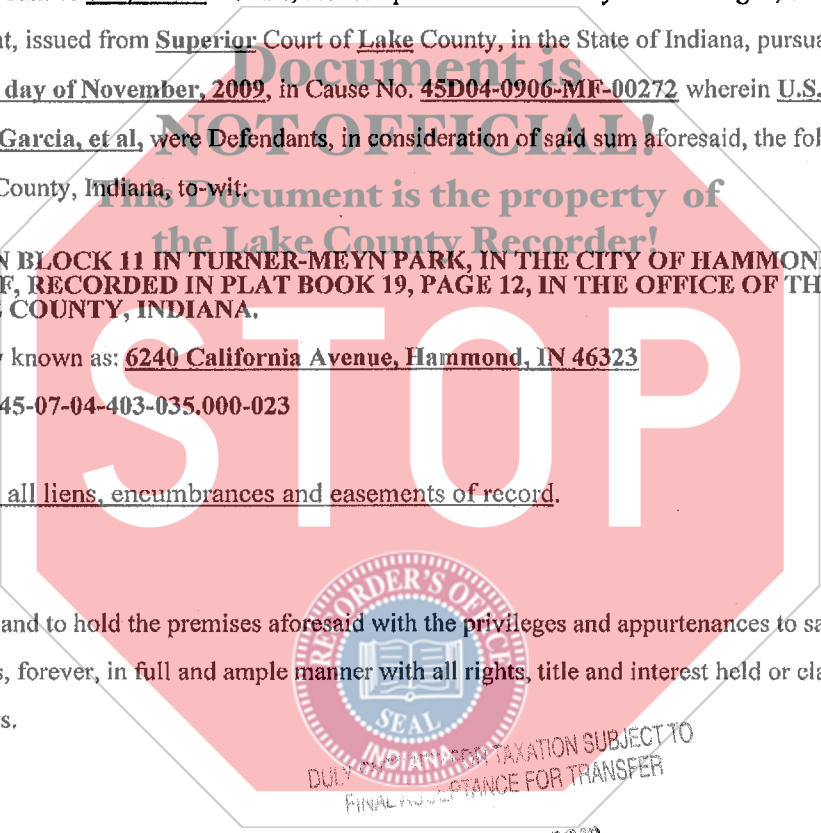 t, issued from Superior Court of Lake County, in the State of Indiana, pursua
Document is
day of November, 2009, in Cause No. 45D04-0906-MF-00272 wherein U.S.
NOT OFFICIAL!
Garcia, et al, were Defendants, in consideration of said sum aforesaid, the fol
County, Indiana, to-wit:
This Document is the property of
the Lake County Recorder!
N BLOCK 11 IN TURNER-MEYN PARK, IN THE CITY OF HAMMON
F, RECORDED IN PLAT BOOK 19, PAGE 12, IN THE OFFICE OF TH
COUNTY, INDIANA.
STOP
known as: 6240 California Avenue, Hammond, IN 46323
45-07-04-403-035.000-023
all liens, encumbrances and easements of record.
RECORDER'S OFFICE
and to hold the premises aforesaid with the privileges and appurtenances to sa
s, forever, in full and ample manner with all rights, title and interest held or cla
s.
SEAL
INDIANA
TAXATION SUBJECT TO
FINAL ACCEPTANCE FOR TRANSFER